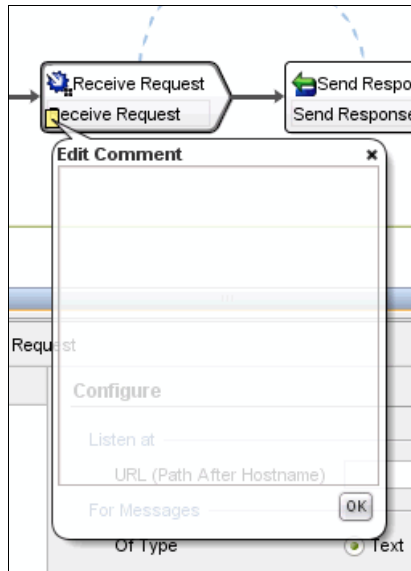 Receive Request
Send Respo
eceive Request
Send Response
Edit Comment
Request
Configure
Listen at
URL (Path After Hostname)
For Messages
OK
Of Type
Text